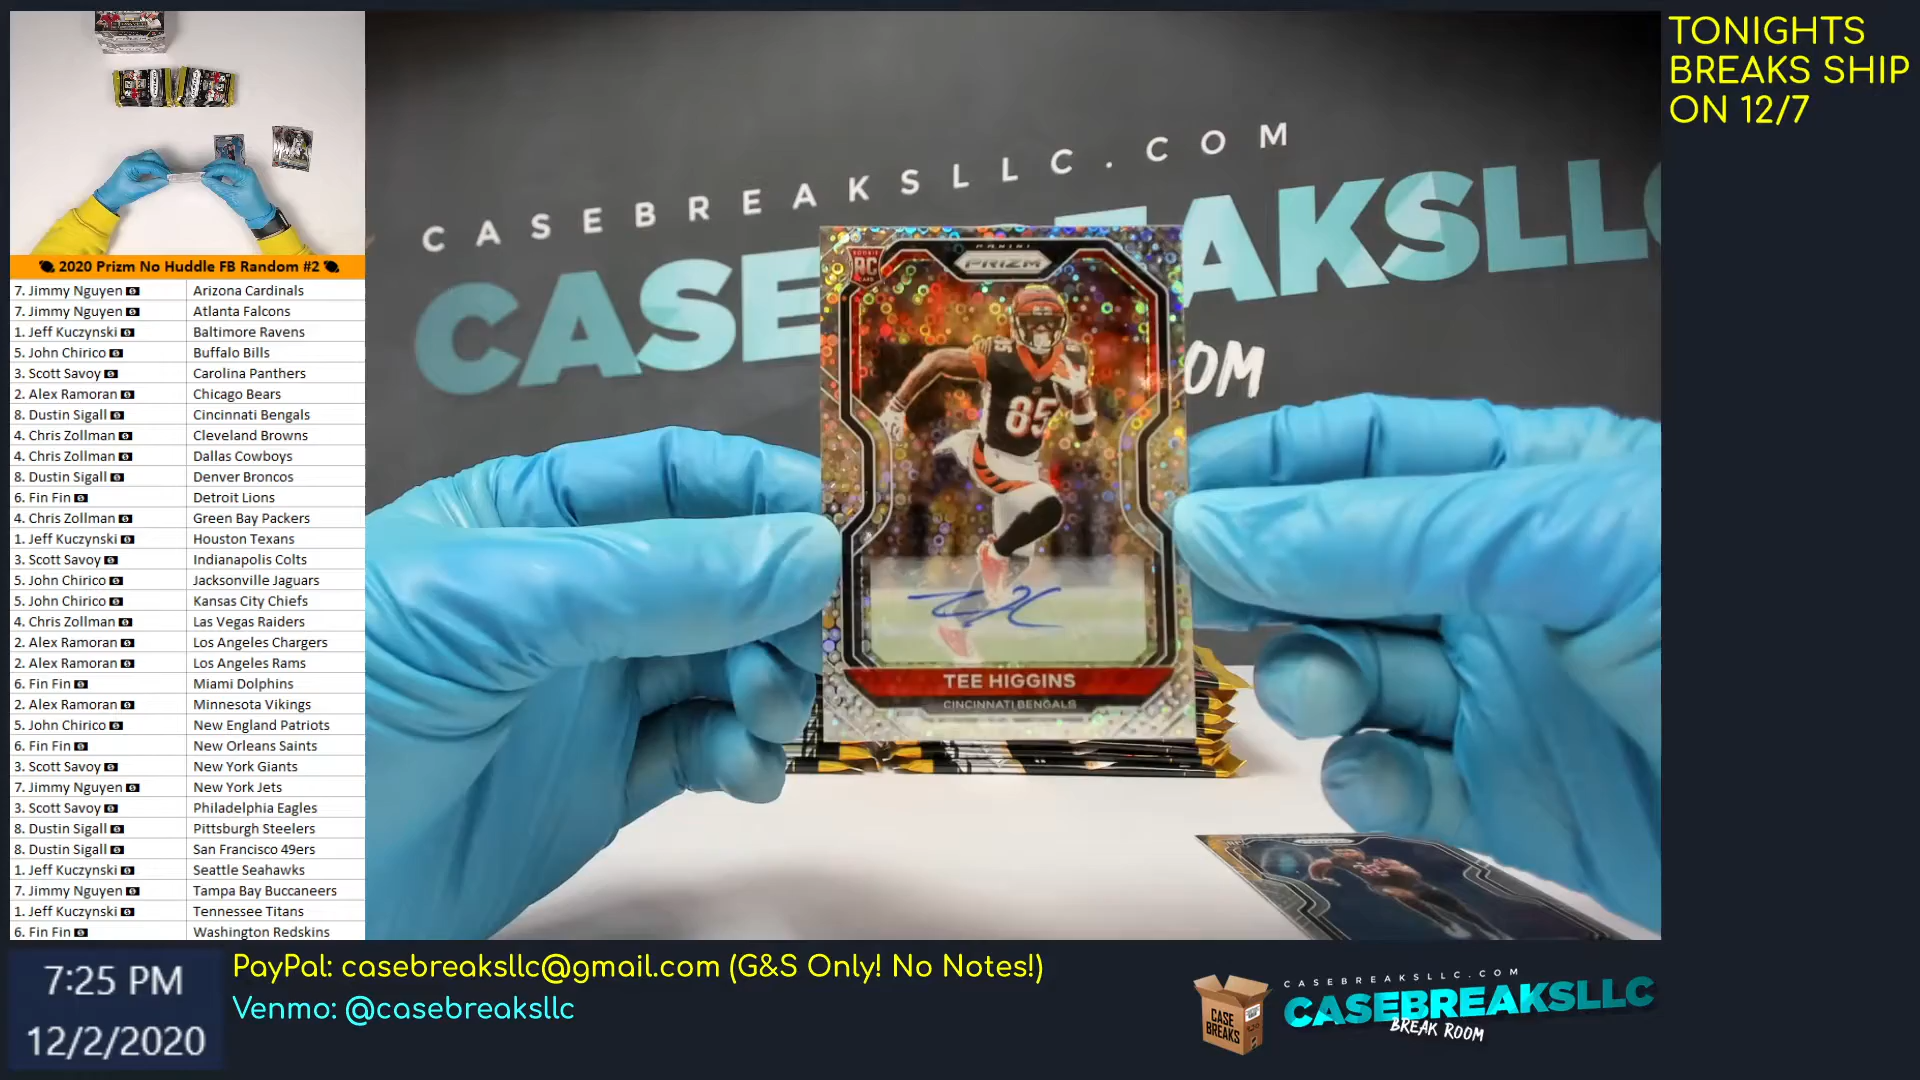 TONIGHTS
BREAKS SHIP
ON 12/7
CASEBREAKSLLC.COM
CASE AKSLLC
OM
PANINI
PRIZM
ROOKIE
RC
85
85
TEE HIGGINS
CINCINNATI BENGALS
2020 Prizm No Huddle FB Random #2
7. Jimmy Nguyen Arizona Cardinals
7. Jimmy Nguyen Atlanta Falcons
1. Jeff Kuczynski Baltimore Ravens
5. John Chirico Buffalo Bills
3. Scott Savoy Carolina Panthers
2. Alex Ramoran Chicago Bears
8. Dustin Sigall Cincinnati Bengals
4. Chris Zollman Cleveland Browns
4. Chris Zollman Dallas Cowboys
8. Dustin Sigall Denver Broncos
6. Fin Fin Detroit Lions
4. Chris Zollman Green Bay Packers
1. Jeff Kuczynski Houston Texans
3. Scott Savoy Indianapolis Colts
5. John Chirico Jacksonville Jaguars
5. John Chirico Kansas City Chiefs
4. Chris Zollman Las Vegas Raiders
2. Alex Ramoran Los Angeles Chargers
2. Alex Ramoran Los Angeles Rams
6. Fin Fin Miami Dolphins
2. Alex Ramoran Minnesota Vikings
5. John Chirico New England Patriots
6. Fin Fin New Orleans Saints
3. Scott Savoy New York Giants
7. Jimmy Nguyen New York Jets
3. Scott Savoy Philadelphia Eagles
8. Dustin Sigall Pittsburgh Steelers
8. Dustin Sigall San Francisco 49ers
1. Jeff Kuczynski Seattle Seahawks
7. Jimmy Nguyen Tampa Bay Buccaneers
1. Jeff Kuczynski Tennessee Titans
6. Fin Fin Washington Redskins
7:25 PM
12/2/2020
PayPal: casebreaksllc@gmail.com (G&S Only! No Notes!)
Venmo: @casebreaksllc
CASE
BREAKS
CASEBREAKSLLC.COM
CASEBREAKSLLC
BREAK ROOM